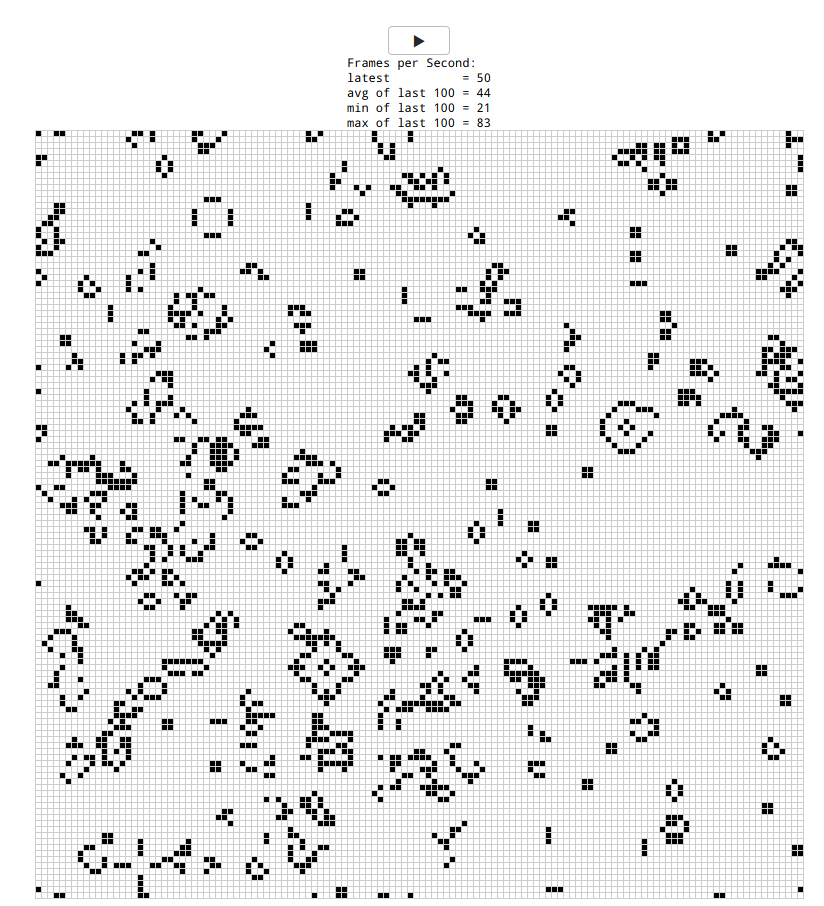 Frames per Second:
latest          = 50
avg of last 100 = 44
min of last 100 = 21
max of last 100 = 83